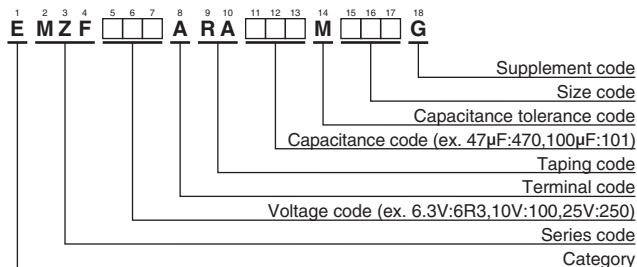 1 2 3 4 5 6 7 8 9 10 11 12 13 14 15 16 17 18
E MZF □□□ A RA □□□ M □□□ G
Supplement code
Size code
Capacitance tolerance code
Capacitance code (ex. 47μF:470,100μF:101)
Taping code
Terminal code
Voltage code (ex. 6.3V:6R3,10V:100,25V:250)
Series code
Category